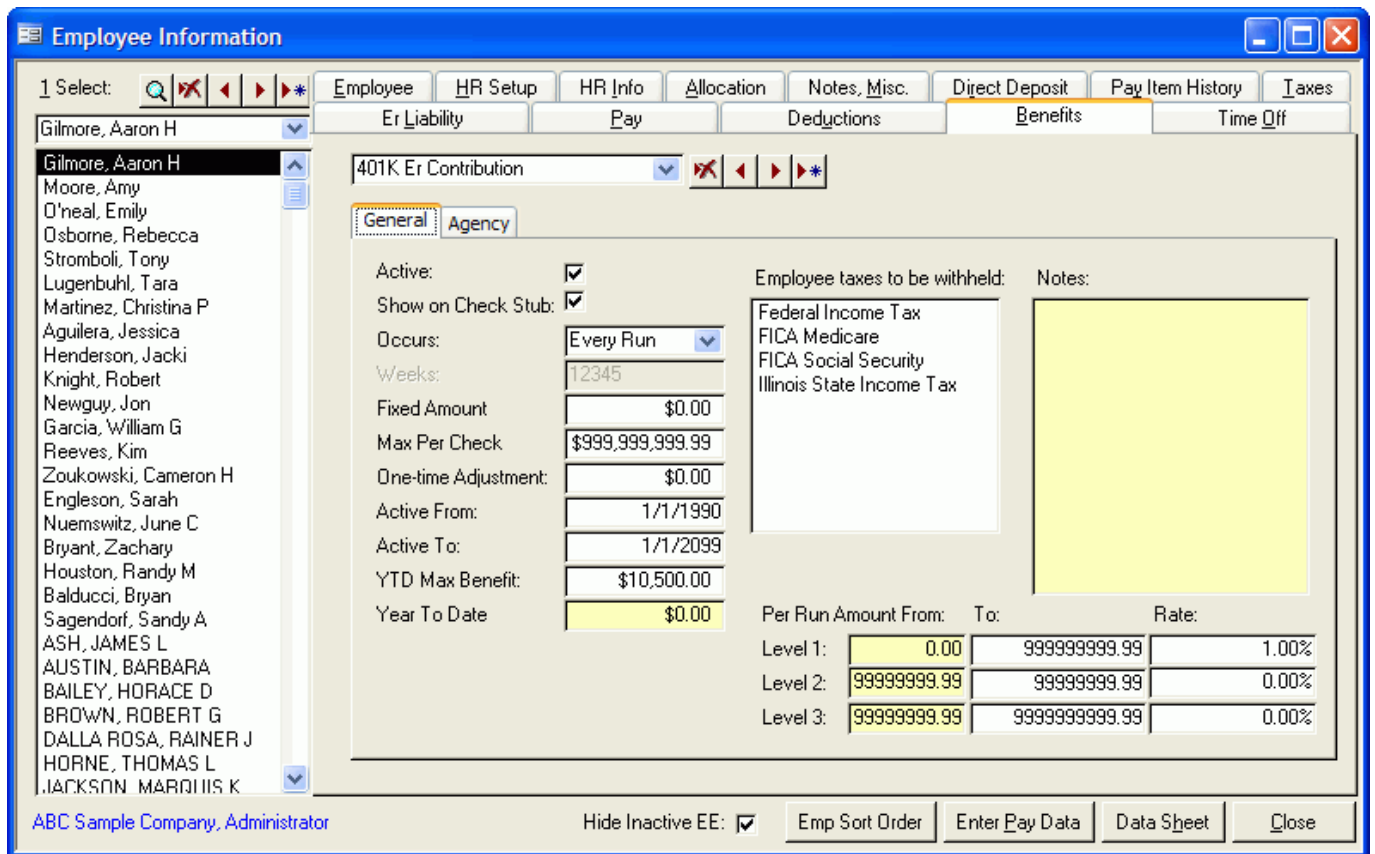 Employee Information
1 Select:
Employee HR Setup HR Info Allocation Notes, Misc. Direct Deposit Pay Item History Taxes
Er Liability Pay Deductions Benefits Time Off
Gilmore, Aaron H
Gilmore, Aaron H
Moore, Amy
O'neal, Emily
Osborne, Rebecca
Stromboli, Tony
Lugenbuhl, Tara
Martinez, Christina P
Aguilera, Jessica
Henderson, Jacki
Knight, Robert
Newguy, Jon
Garcia, William G
Reeves, Kim
Zoukowski, Cameron H
Engleson, Sarah
Nuemswitz, June C
Bryant, Zachary
Houston, Randy M
Balducci, Bryan
Sagendorf, Sandy A
ASH, JAMES L
AUSTIN, BARBARA
BAILEY, HORACE D
BROWN, ROBERT G
DALLA ROSA, RAINER J
HORNE, THOMAS L
JACKSON, MARQUIS K
401K Er Contribution
General Agency
Active:
Show on Check Stub:
Occurs: Every Run
Weeks: 12345
Fixed Amount $0.00
Max Per Check $999,999,999.99
One-time Adjustment: $0.00
Active From: 1/1/1990
Active To: 1/1/2099
YTD Max Benefit: $10,500.00
Year To Date $0.00
Employee taxes to be withheld:
Federal Income Tax
FICA Medicare
FICA Social Security
Illinois State Income Tax
Notes:
Per Run Amount From: To: Rate:
Level 1: 0.00 999999999.99 1.00%
Level 2: 99999999.99 99999999.99 0.00%
Level 3: 99999999.99 9999999999.99 0.00%
ABC Sample Company, Administrator
Hide Inactive EE:
Emp Sort Order
Enter Pay Data
Data Sheet
Close